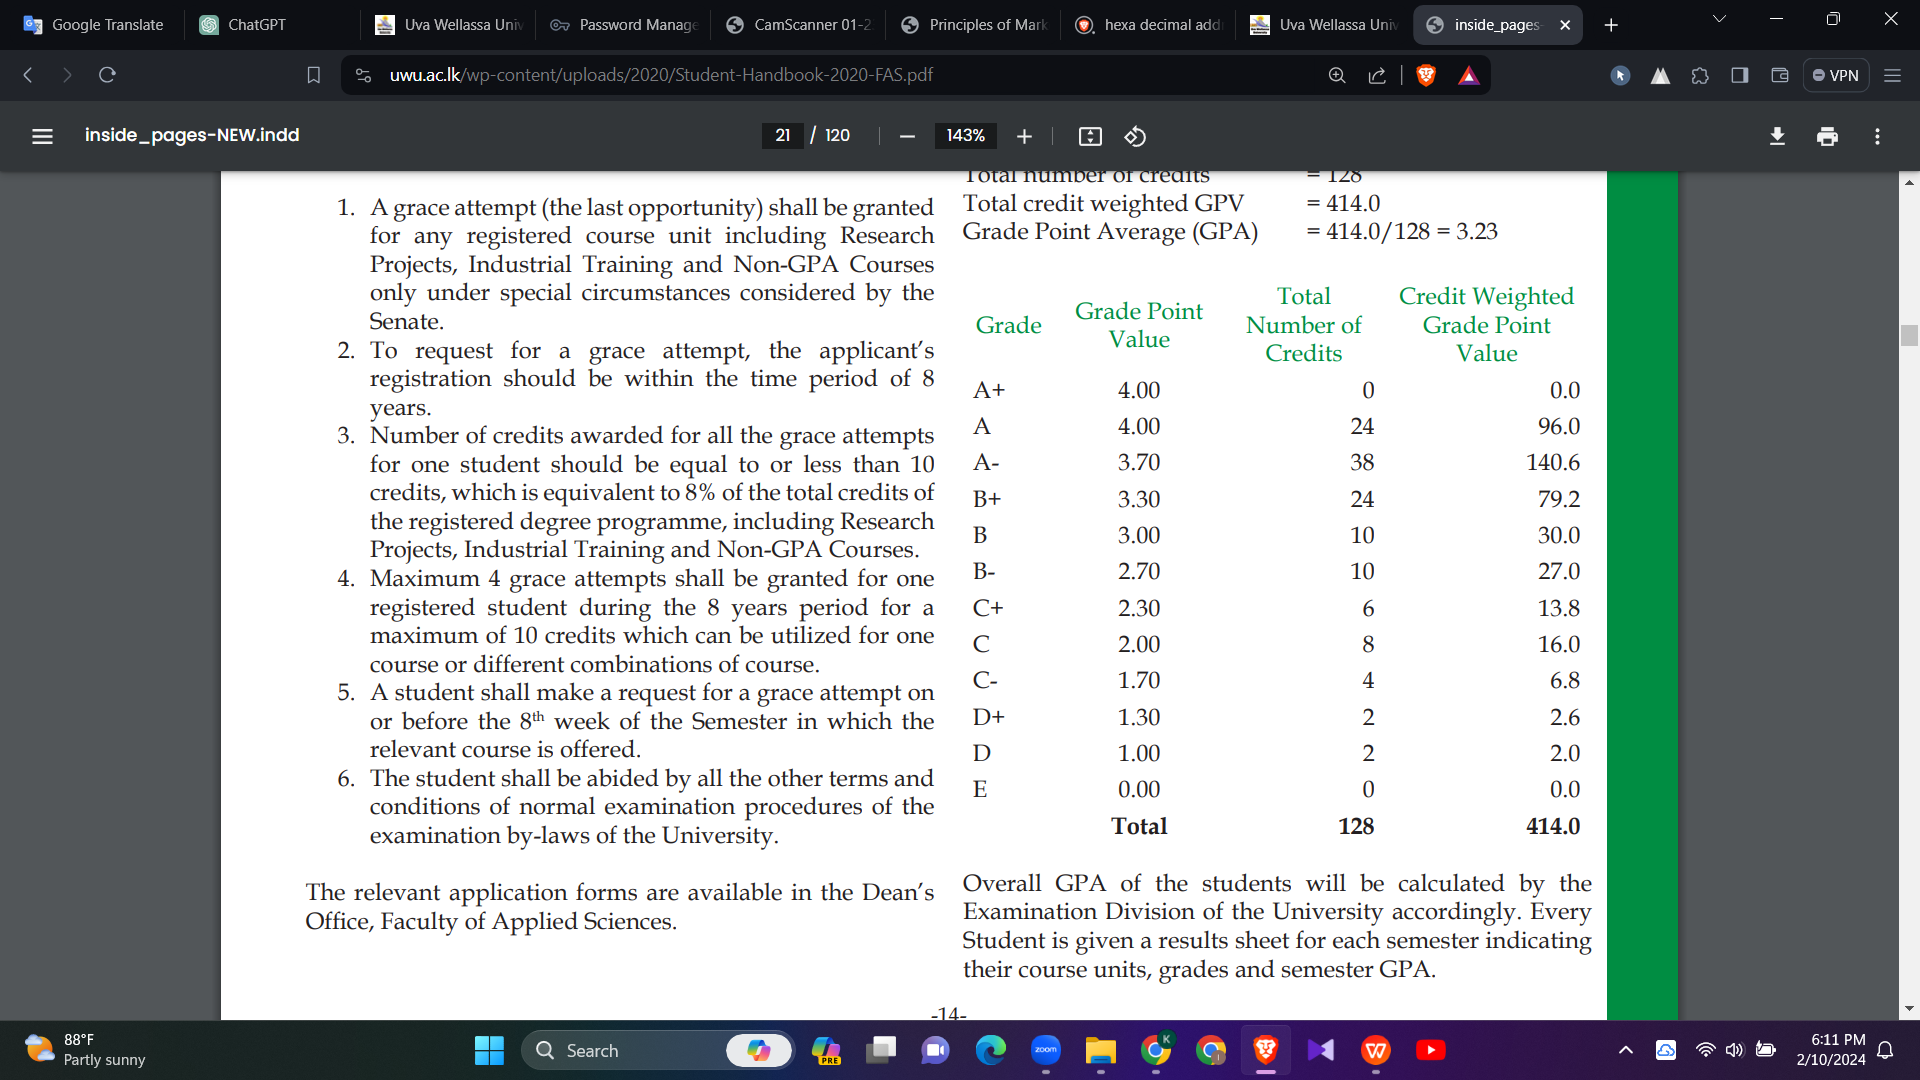 Google Translate
ChatGPT
Uva Wellassa Univ
Password Manage
CamScanner 01-2
Principles of Mark
hexa decimal add
Uva Wellassa Univ
inside_pages-
uwu.ac.lk/wp-content/uploads/2020/Student-Handbook-2020-FAS.pdf
VPN
inside_pages-NEW.indd
21 / 120
143%
1. A grace attempt (the last opportunity) shall be granted
for any registered course unit including Research
Projects, Industrial Training and Non-GPA Courses
only under special circumstances considered by the
Senate.
2. To request for a grace attempt, the applicant's
registration should be within the time period of 8
years.
3. Number of credits awarded for all the grace attempts
for one student should be equal to or less than 10
credits, which is equivalent to 8% of the total credits of
the registered degree programme, including Research
Projects, Industrial Training and Non-GPA Courses.
4. Maximum 4 grace attempts shall be granted for one
registered student during the 8 years period for a
maximum of 10 credits which can be utilized for one
course or different combinations of course.
5. A student shall make a request for a grace attempt on
or before the 8th week of the Semester in which the
relevant course is offered.
6. The student shall be abided by all the other terms and
conditions of normal examination procedures of the
examination by-laws of the University.
The relevant application forms are available in the Dean's
Office, Faculty of Applied Sciences.
Total number of credits = 128
Total credit weighted GPV = 414.0
Grade Point Average (GPA) = 414.0/128 = 3.23
Grade Grade Point Value Total Number of Credits Credit Weighted Grade Point Value
A+ 4.00 0 0.0
A 4.00 24 96.0
A- 3.70 38 140.6
B+ 3.30 24 79.2
B 3.00 10 30.0
B- 2.70 10 27.0
C+ 2.30 6 13.8
C 2.00 8 16.0
C- 1.70 4 6.8
D+ 1.30 2 2.6
D 1.00 2 2.0
E 0.00 0 0.0
Total 128 414.0
Overall GPA of the students will be calculated by the
Examination Division of the University accordingly. Every
Student is given a results sheet for each semester indicating
their course units, grades and semester GPA.
-14-
88°F
Partly sunny
Search
PRE
zoom
K
6:11 PM
2/10/2024